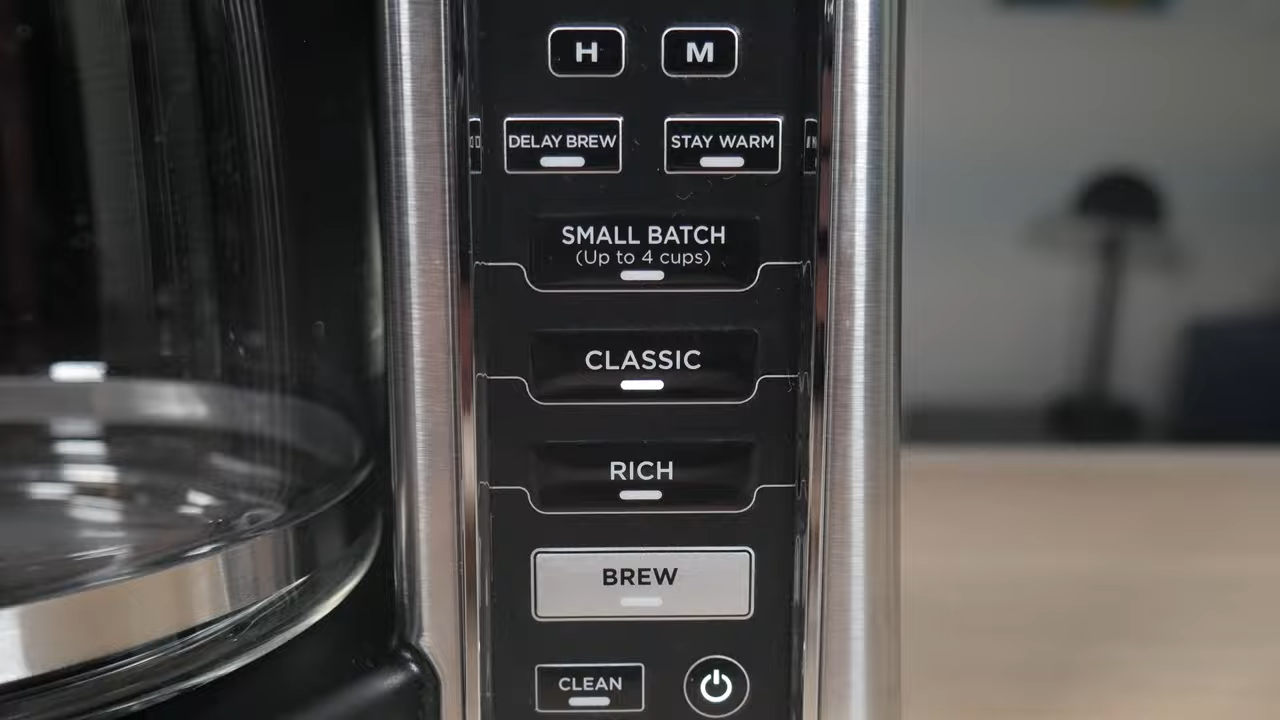 H M
DELAY BREW STAY WARM
SMALL BATCH
(Up to 4 cups)
CLASSIC
RICH
BREW
CLEAN